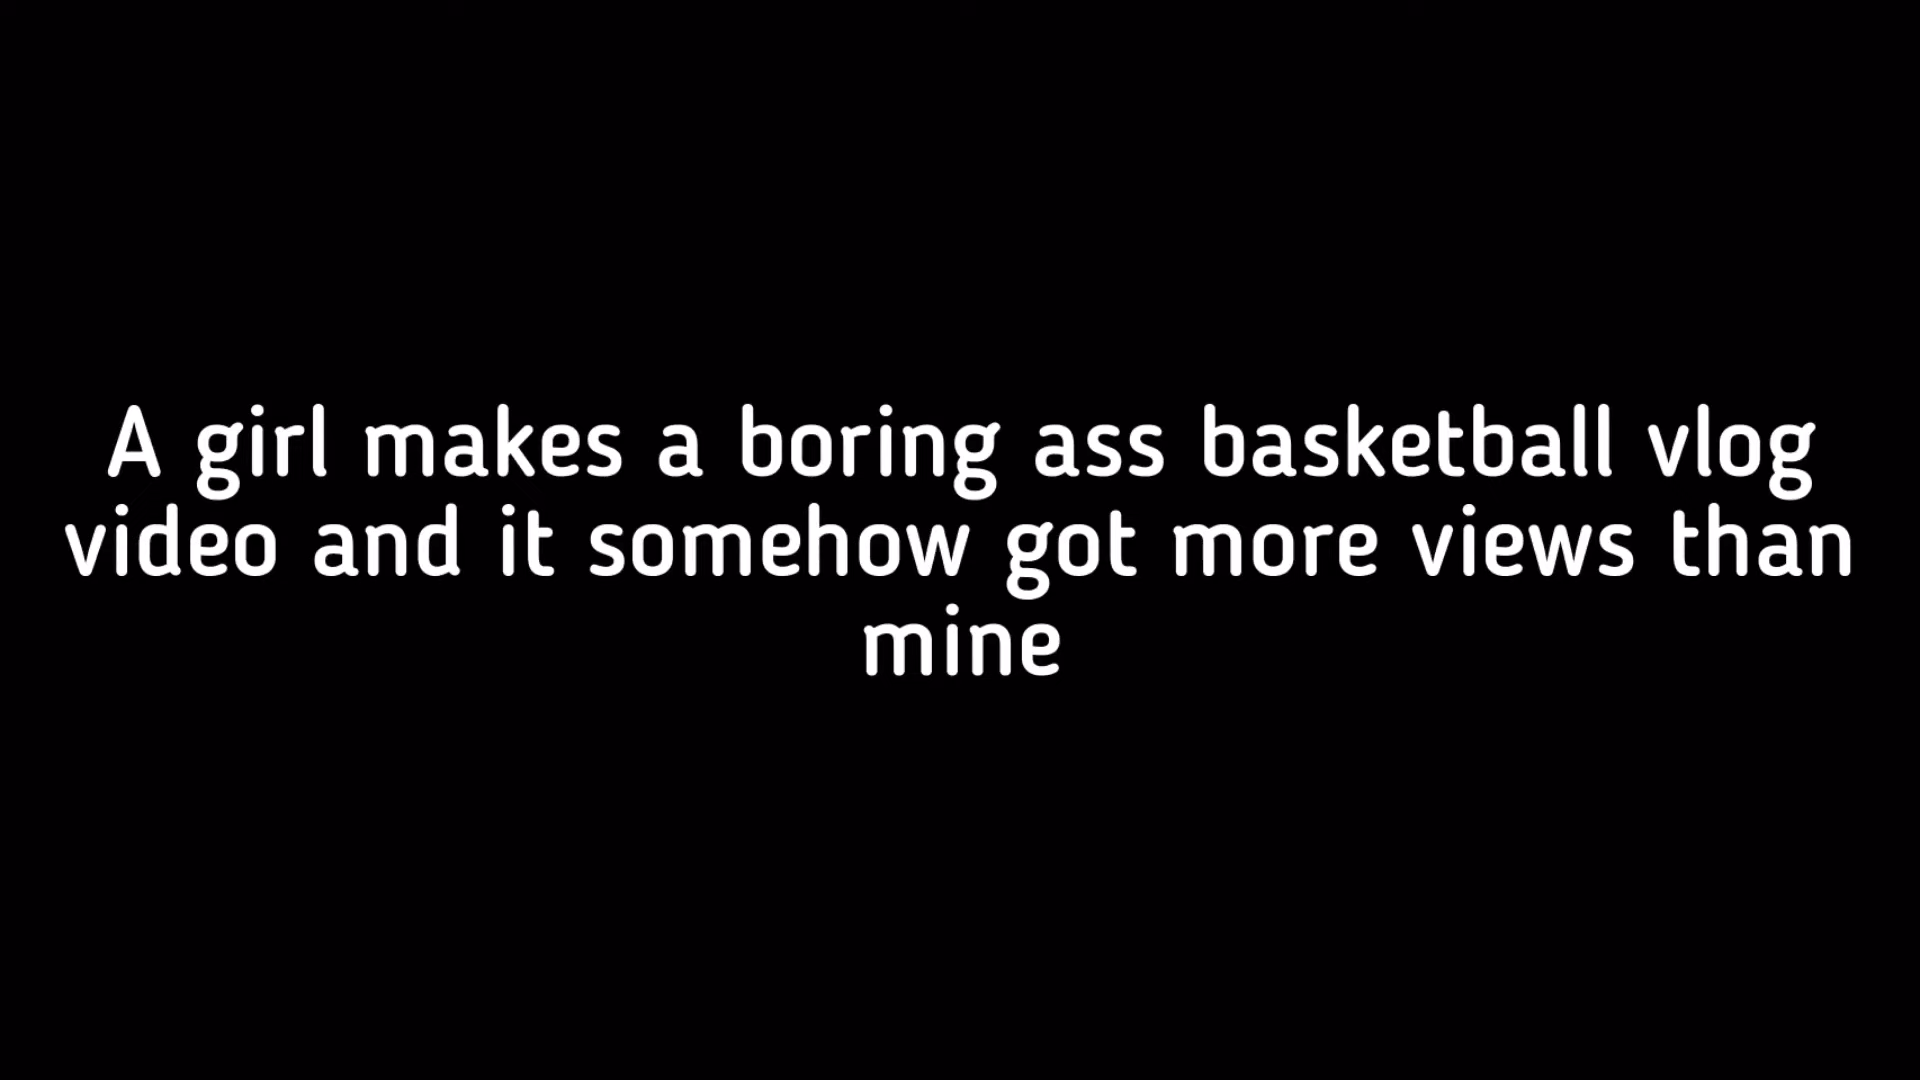 A girl makes a boring ass basketball vlog
video and it somehow got more views than
mine